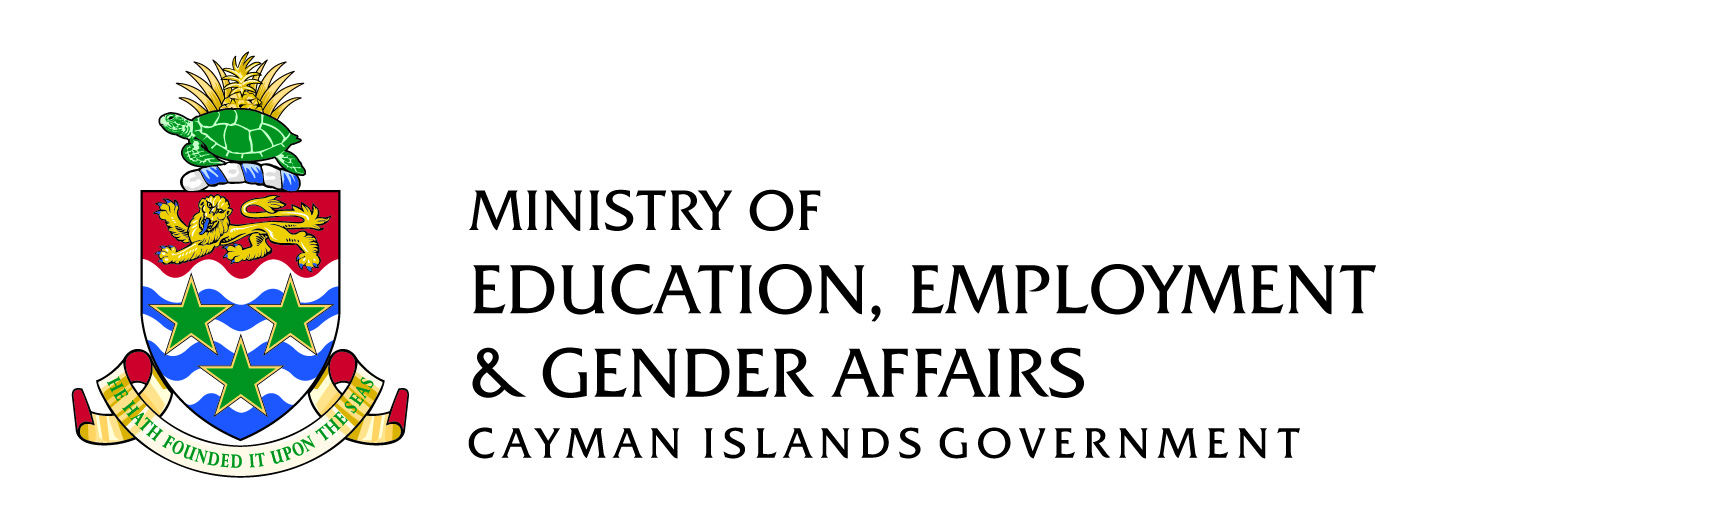 HE HATH FOUNDED IT UPON THE SEAS
MINISTRY OF
EDUCATION, EMPLOYMENT
& GENDER AFFAIRS
CAYMAN ISLANDS GOVERNMENT